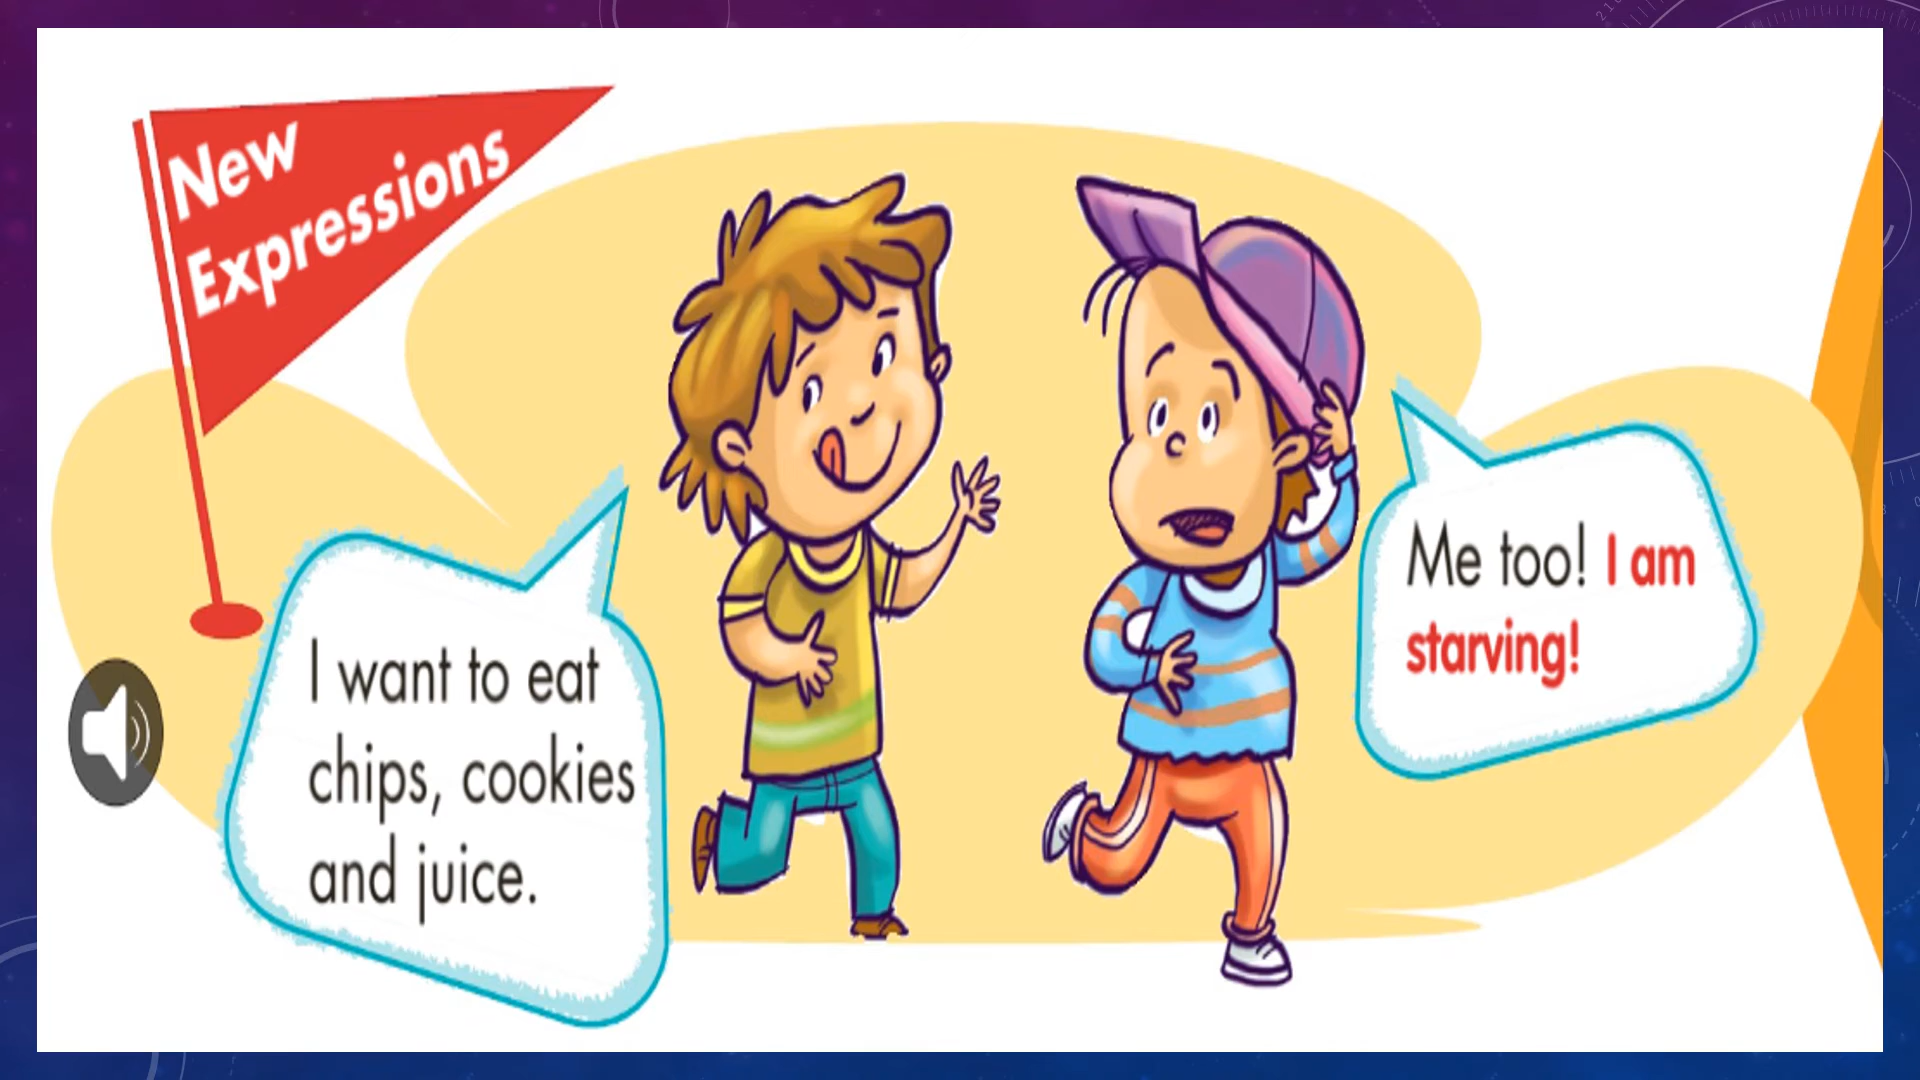 New
Expressions
I want to eat
chips, cookies
and juice.
Me too! I am
starving!